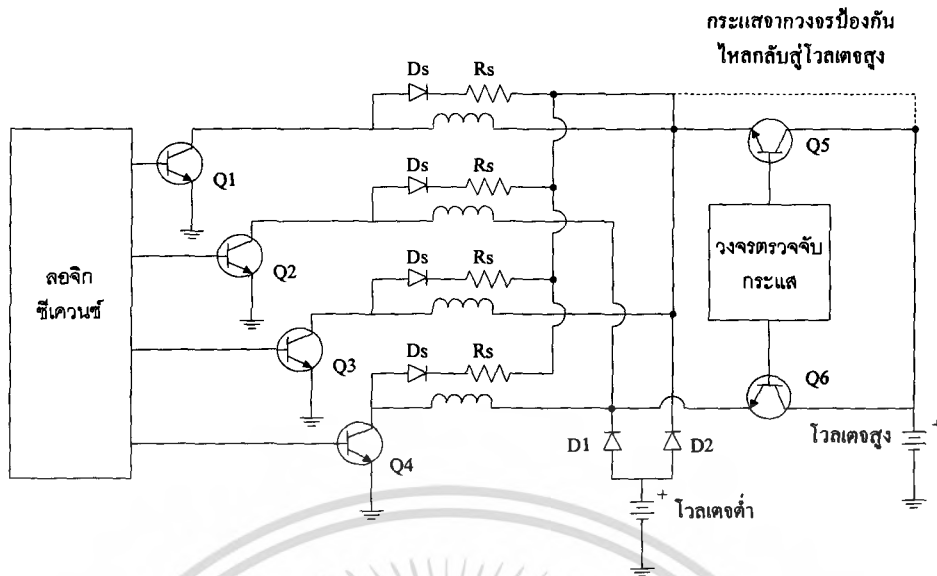 กระแสจากวงจรป้องกัน
ไหลกลับสู่โวลเตจสูง
Ds
Rs
Q1
Q5
Ds
Rs
Q2
ลอจิก
ซีเควนซ์
วงจรตรวจจับ
กระแส
Ds
Rs
Q3
Ds
Rs
Q6
Q4
D1
D2
โวลเตจสูง
+
+
โวลเตจต่ำ